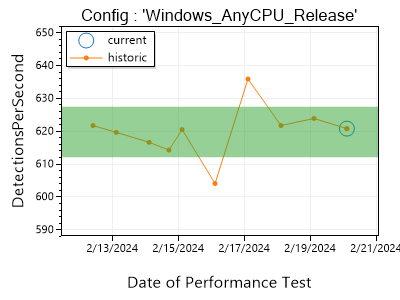 Config : 'Windows_AnyCPU_Release'
650
640
630
620
610
600
590
current
historic
DetectionsPerSecond
2/13/2024
2/15/2024
2/17/2024
2/19/2024
2/21/2024
Date of Performance Test